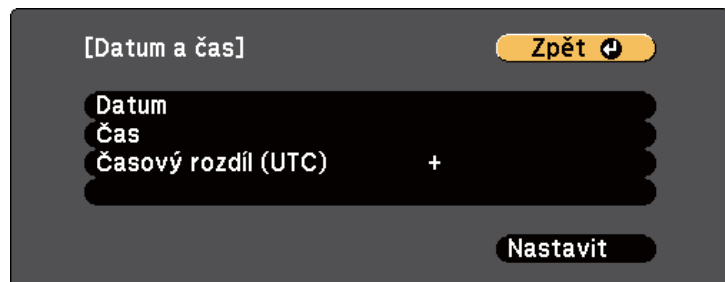 [Datum a čas] Zpět
Datum
Čas
Časový rozdíl (UTC) +
Nastavit